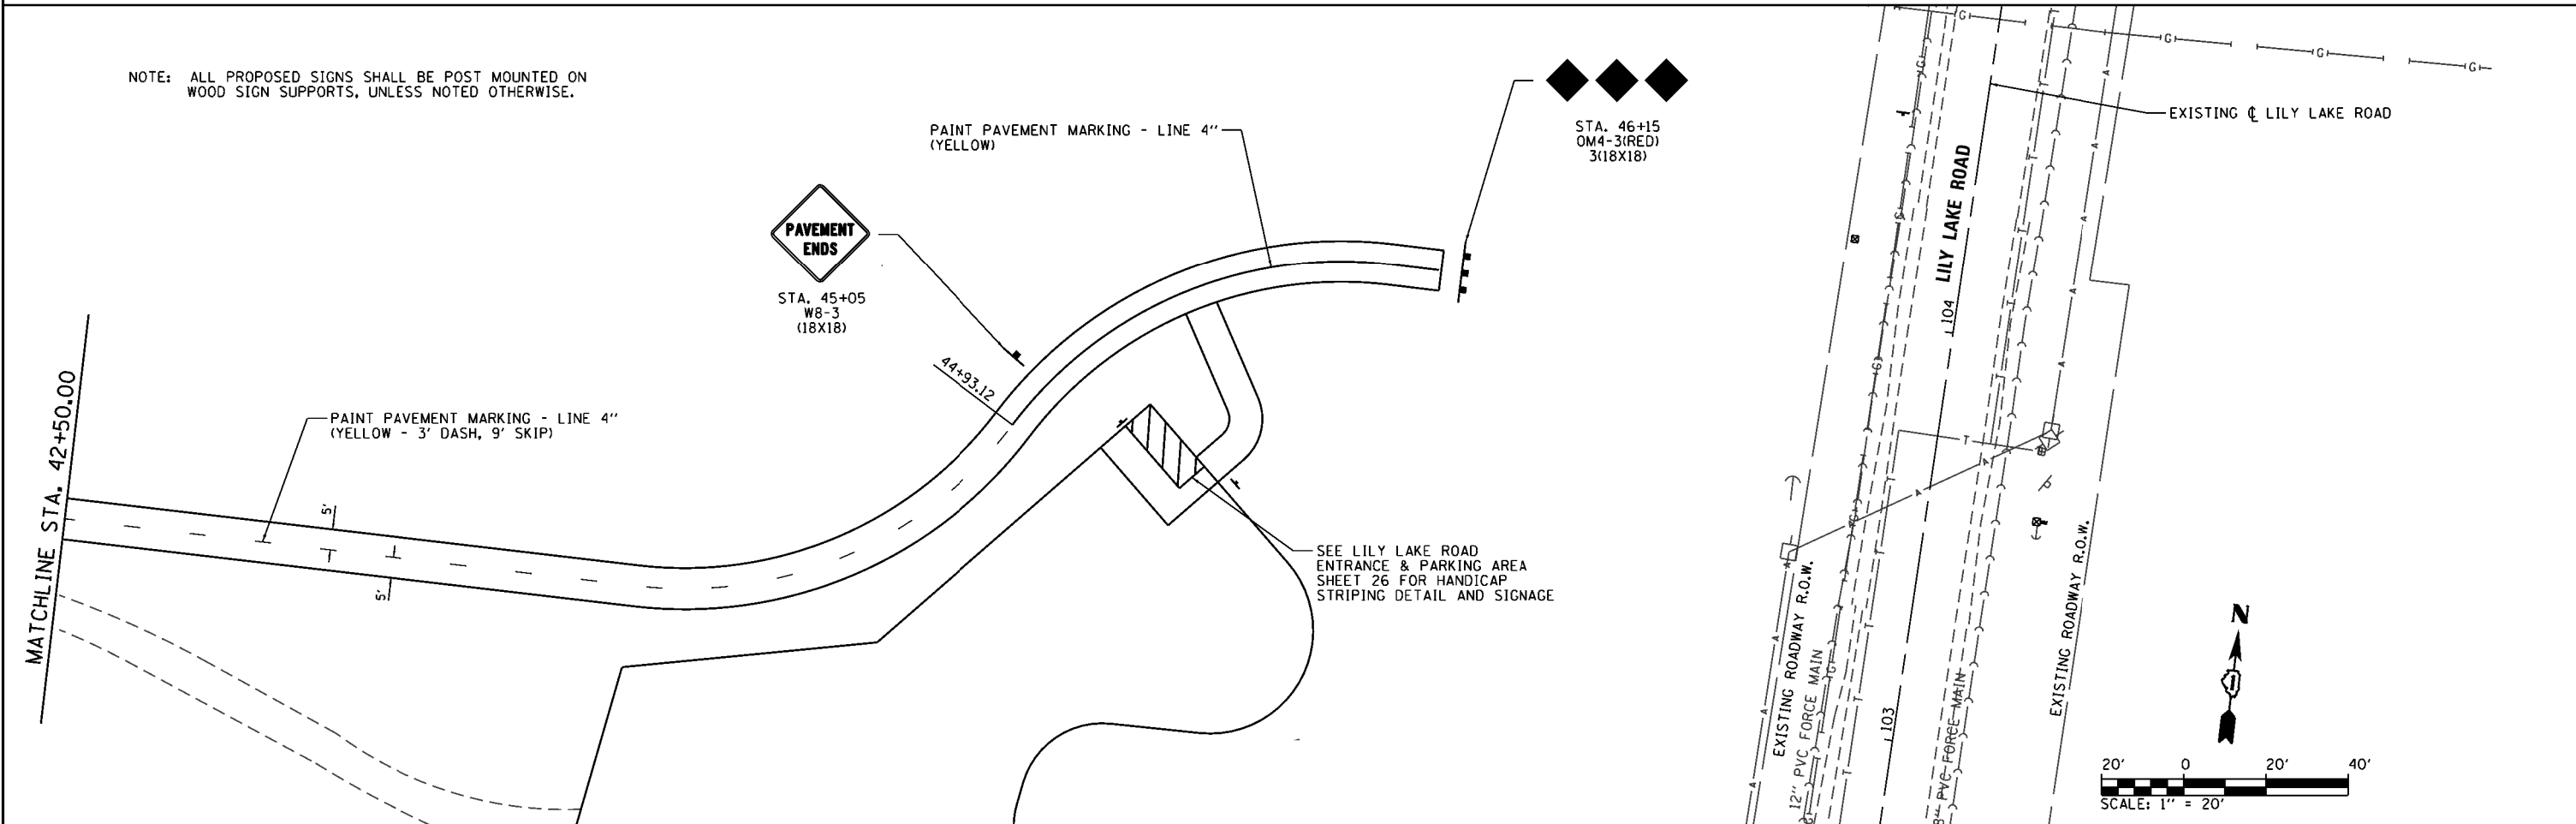 NOTE: ALL PROPOSED SIGNS SHALL BE POST MOUNTED ON
WOOD SIGN SUPPORTS, UNLESS NOTED OTHERWISE.
PAINT PAVEMENT MARKING - LINE 4"
(YELLOW)
STA. 46+15
OM4-3(RED)
3(18X18)
EXISTING ℄ LILY LAKE ROAD
LILY LAKE ROAD
104
103
PAVEMENT
ENDS
STA. 45+05
W8-3
(18X18)
44+93.12
MATCHLINE STA. 42+50.00
PAINT PAVEMENT MARKING - LINE 4"
(YELLOW - 3' DASH, 9' SKIP)
5'
5'
SEE LILY LAKE ROAD
ENTRANCE & PARKING AREA
SHEET 26 FOR HANDICAP
STRIPING DETAIL AND SIGNAGE
EXISTING ROADWAY R.O.W.
12" PVC FORCE MAIN
8" PVC FORCE MAIN
EXISTING ROADWAY R.O.W.
G
G
G
G
G
G
G
G
G
G
T
T
T
T
T
T
A
A
A
A
A
A
A
A
N
20' 0 20' 40'
SCALE: 1" = 20'